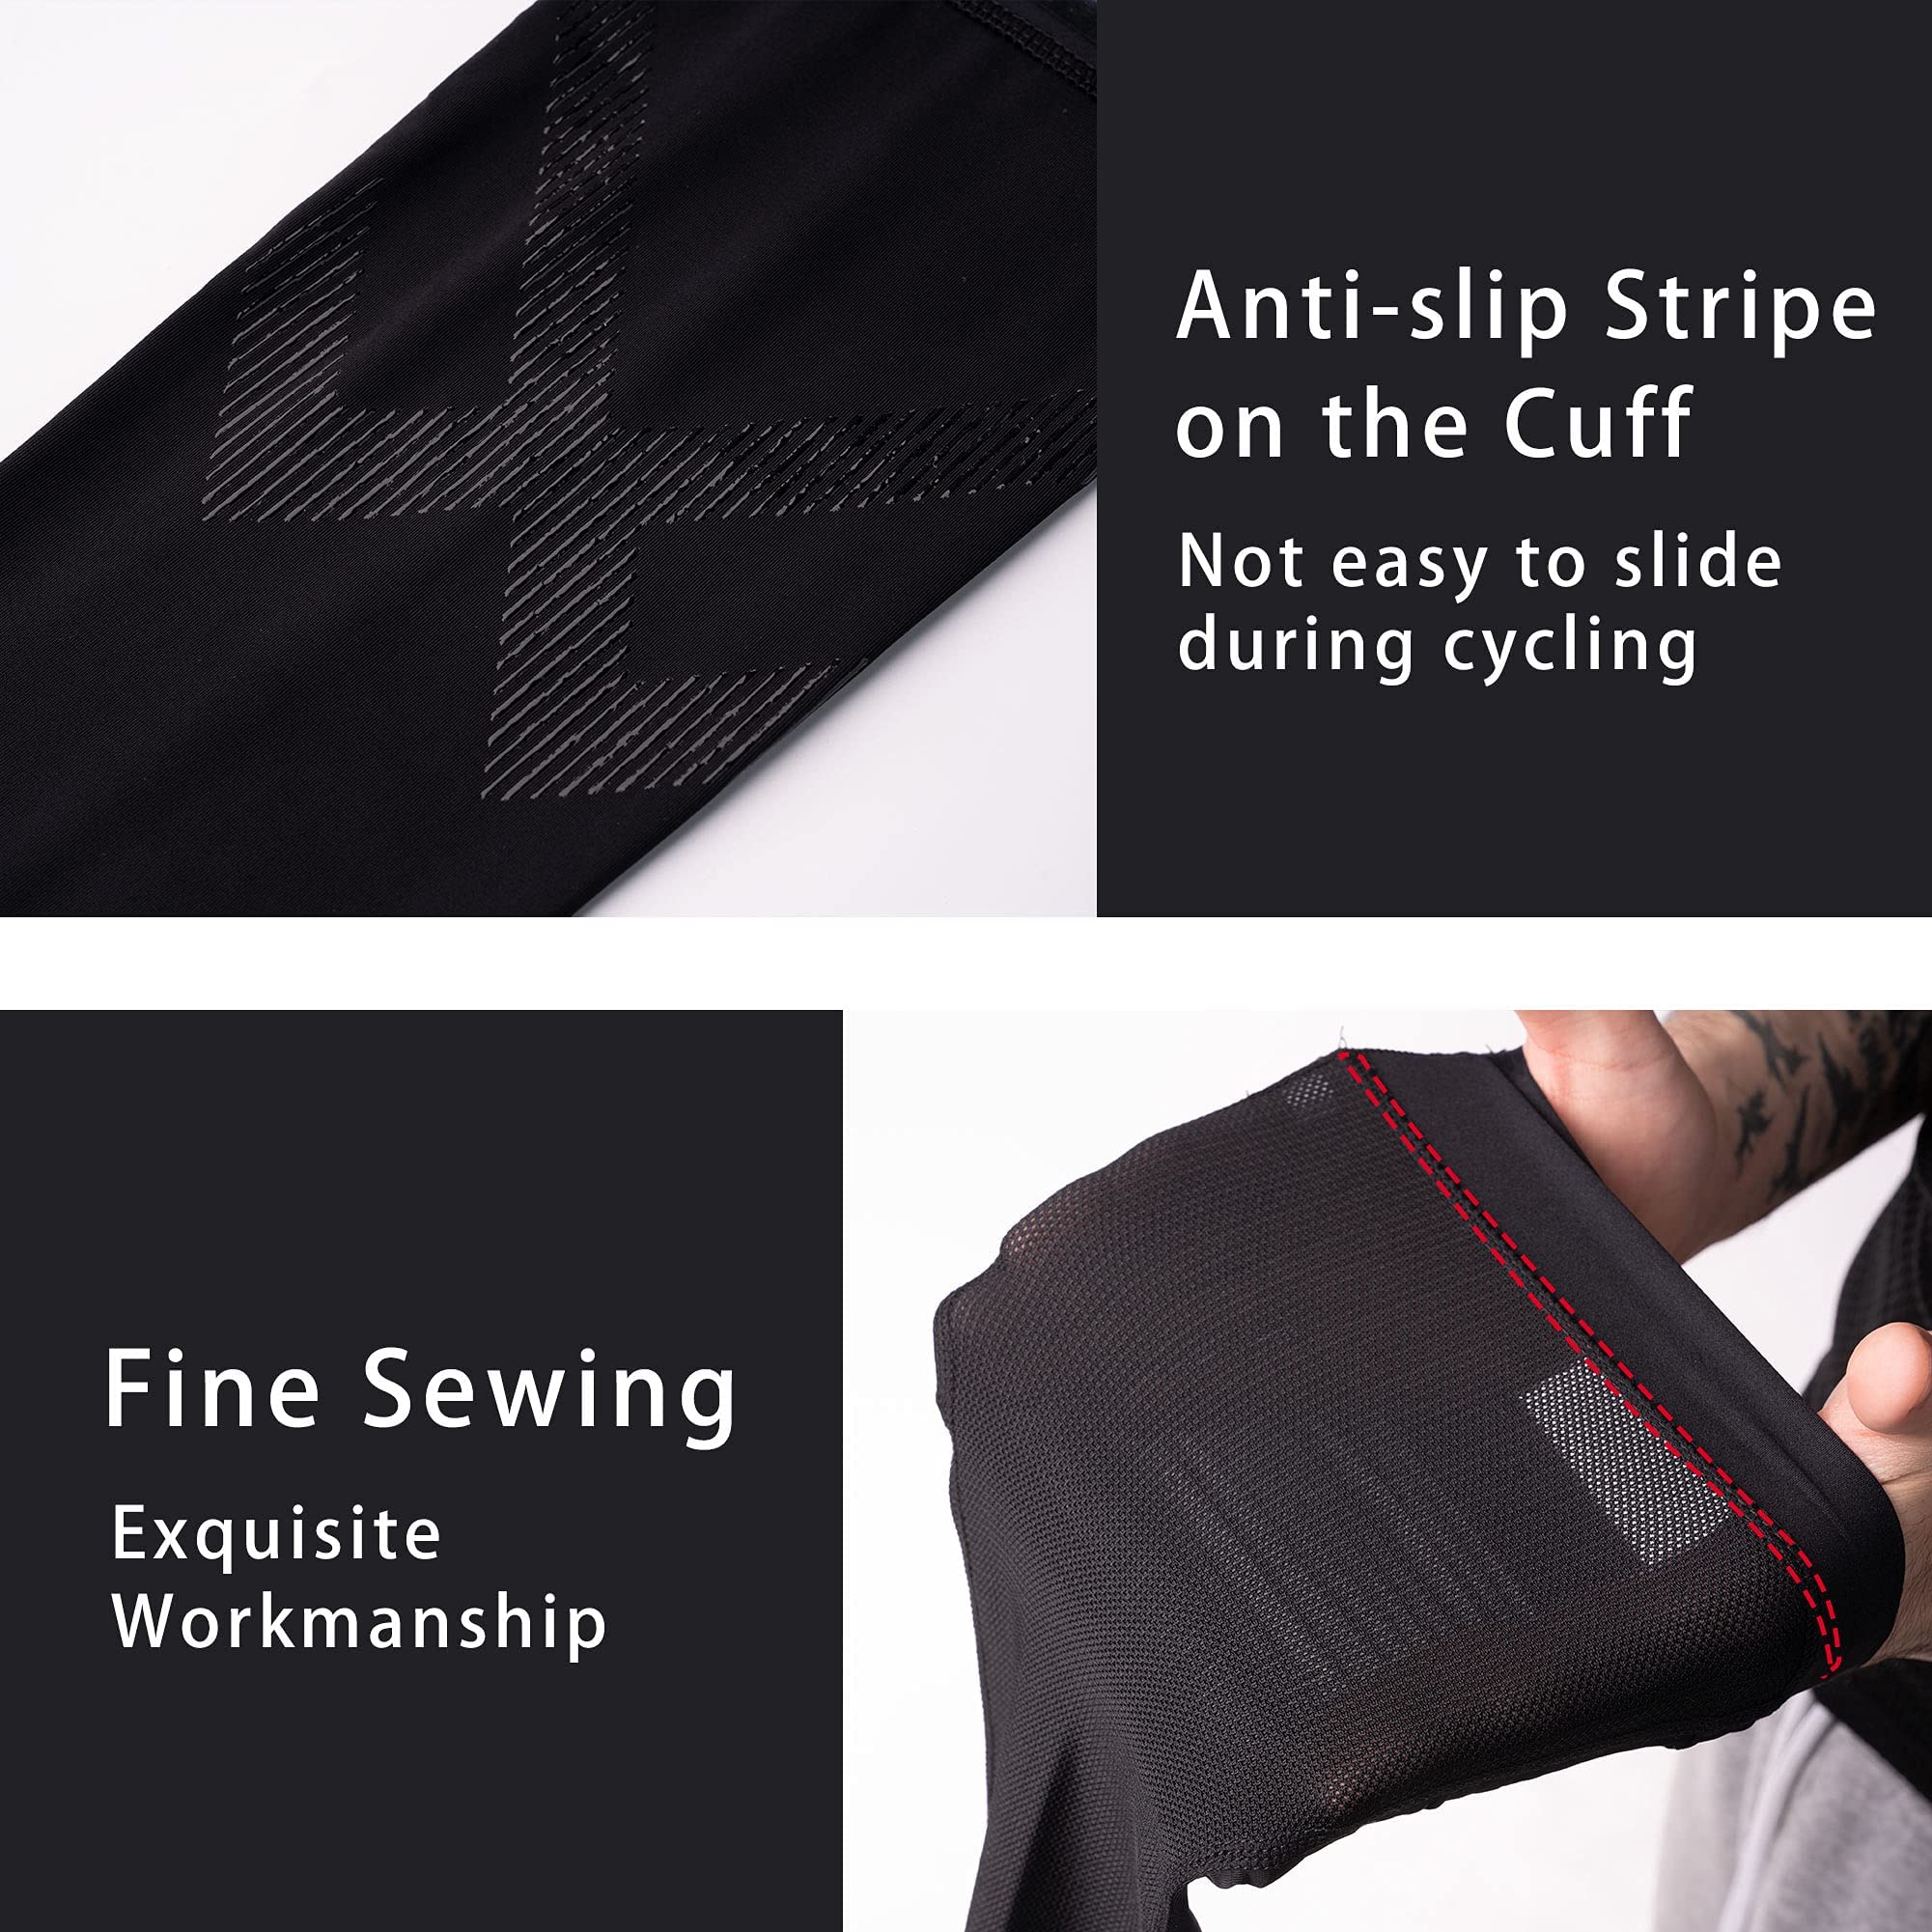 Anti-slip Stripe
on the Cuff
Not easy to slide
during cycling
Fine Sewing
Exquisite
Workmanship